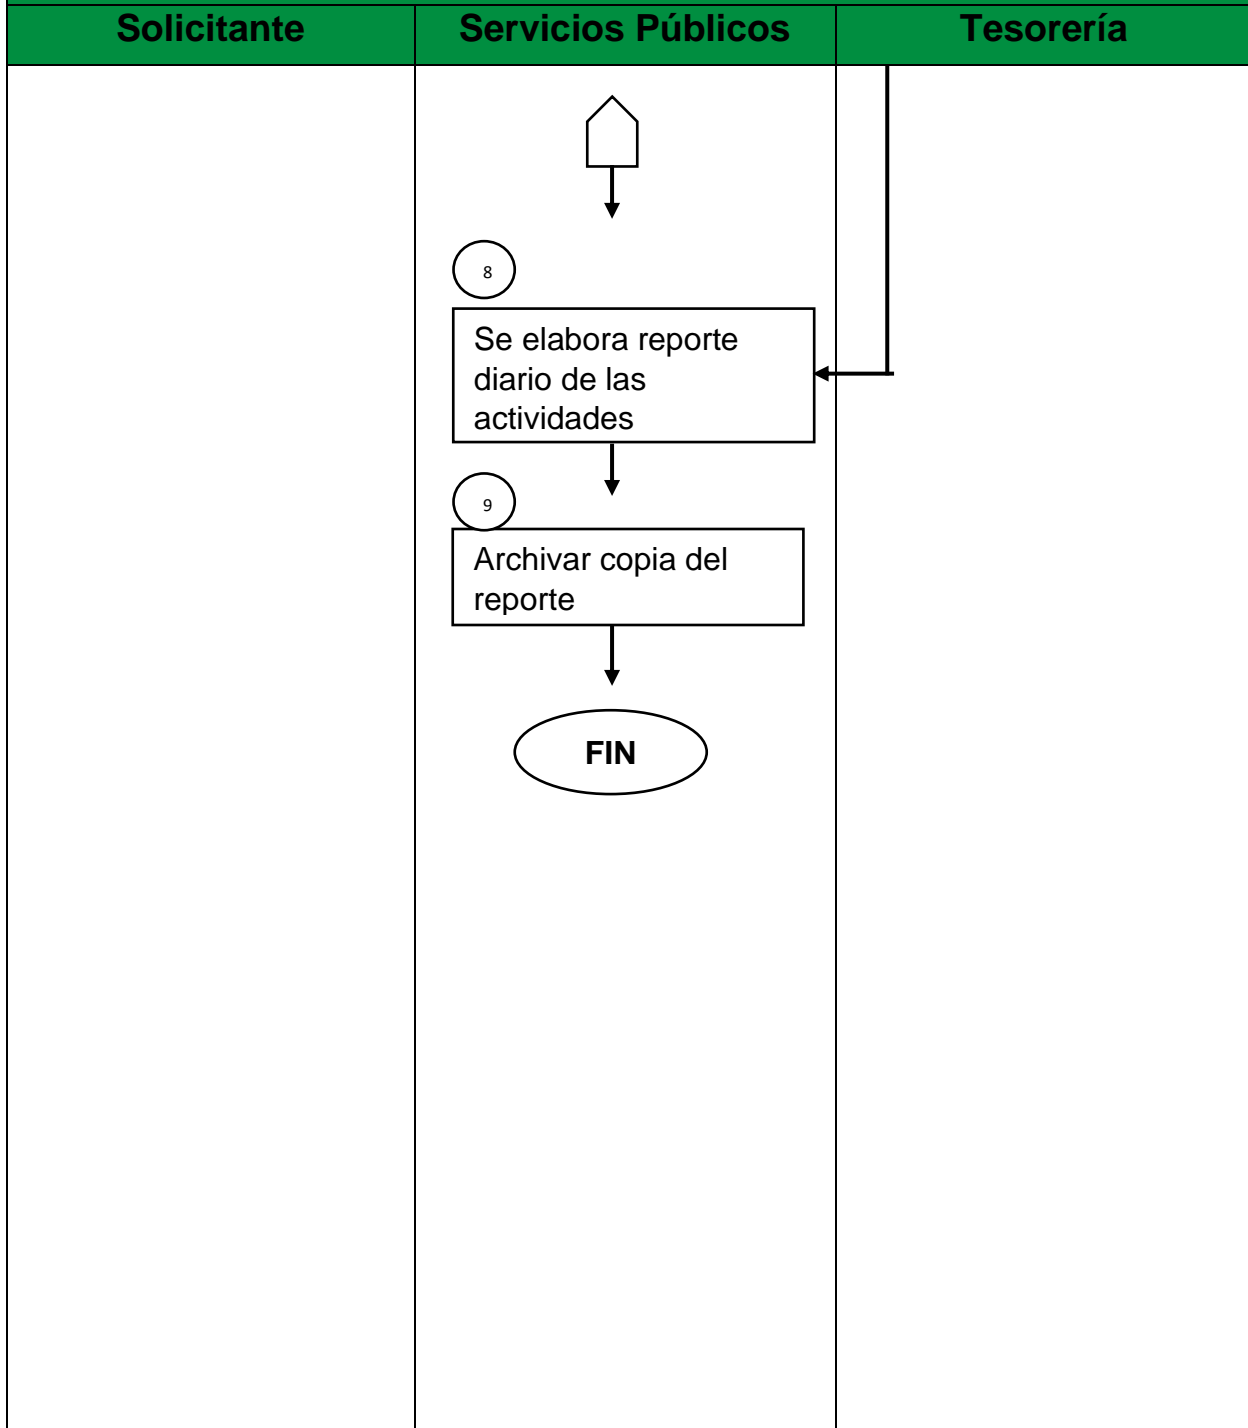 Solicitante
Servicios Públicos
Tesorería
8
Se elabora reporte
diario de las
actividades
9
Archivar copia del
reporte
FIN